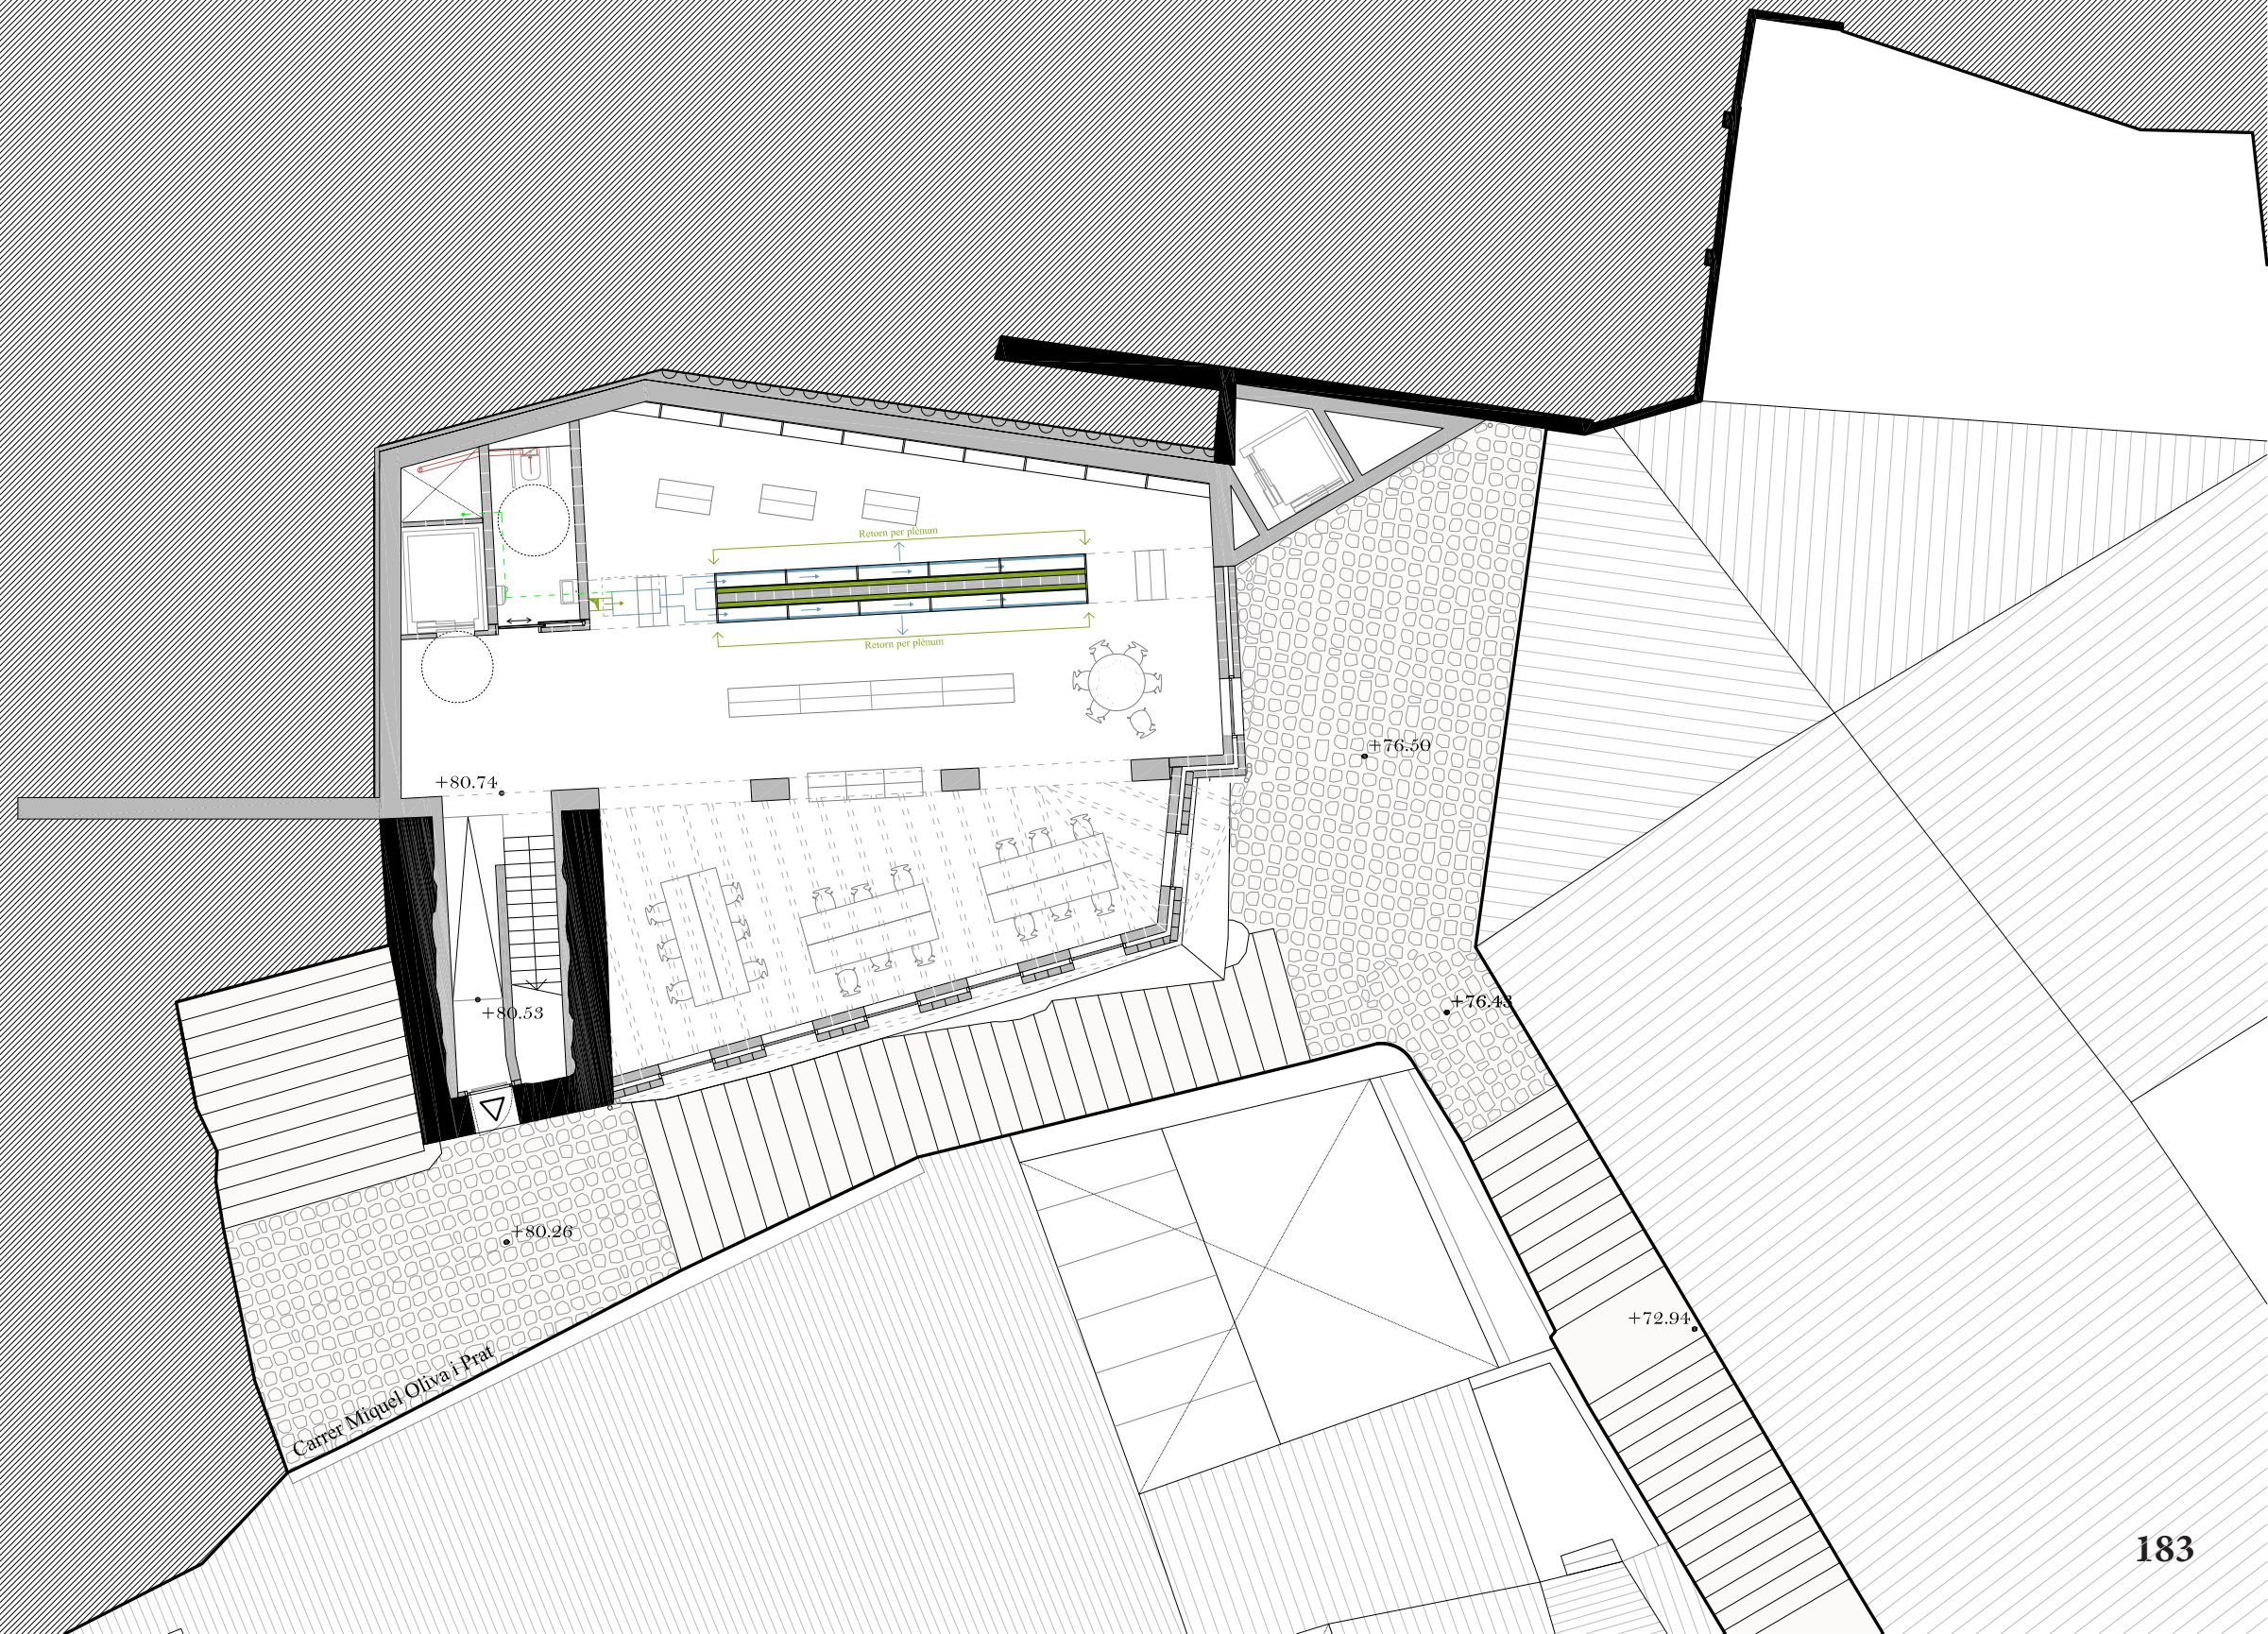 Retorn per plènum
Retorn per plènum
+76.50
+80.74
+76.43
+80.53
+80.26
+72.94
Carrer Miquel Oliva i Prat
183